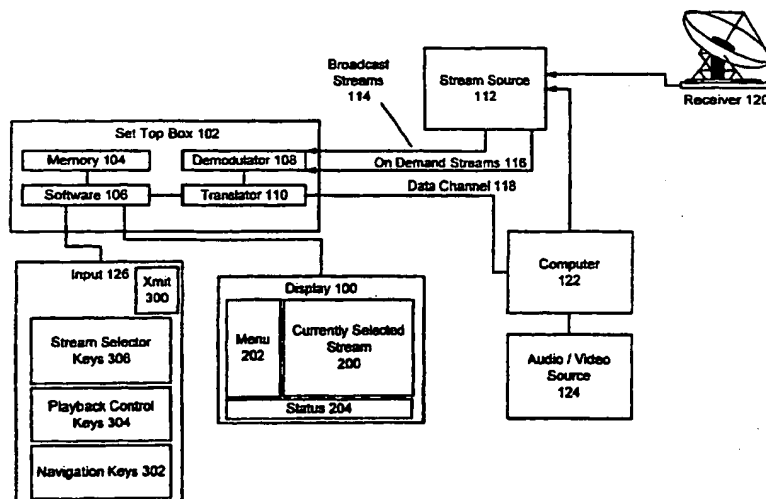 Broadcast
Streams
114
Stream Source
112
Receiver 120
Set Top Box 102
Memory 104
Demodulator 108
On Demand Streams 116
Software 106
Translator 110
Data Channel 118
Input 126
Xmit
300
Stream Selector
Keys 306
Playback Control
Keys 304
Navigation Keys 302
Display 100
Menu
202
Currently Selected
Stream
200
Status 204
Computer
122
Audio / Video
Source
124